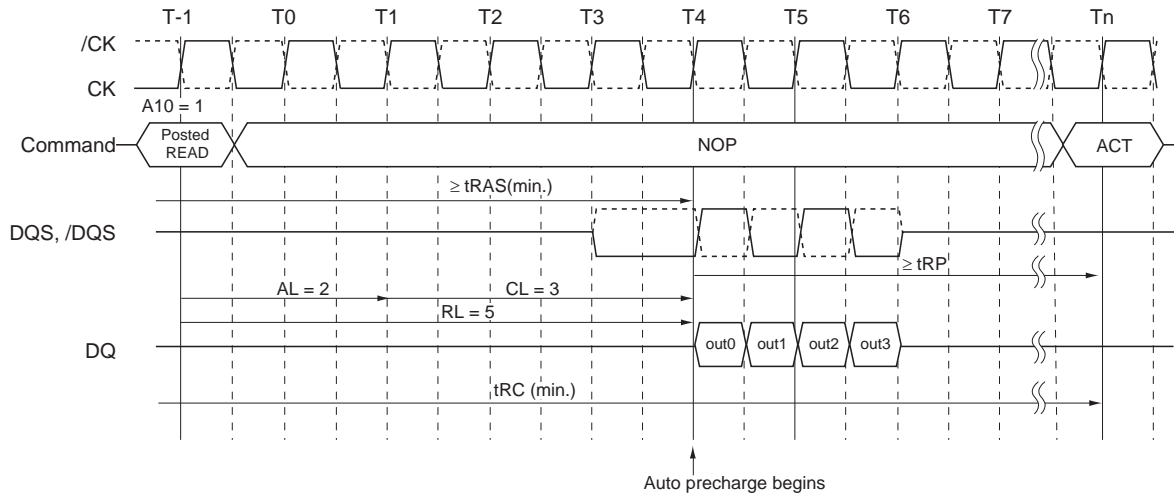 T-1 T0 T1 T2 T3 T4 T5 T6 T7 Tn
/CK
CK
A10 = 1
Command
Posted
READ
NOP
ACT
≥ tRAS(min.)
DQS, /DQS
≥ tRP
AL = 2
CL = 3
RL = 5
DQ
out0 out1 out2 out3
tRC (min.)
Auto precharge begins